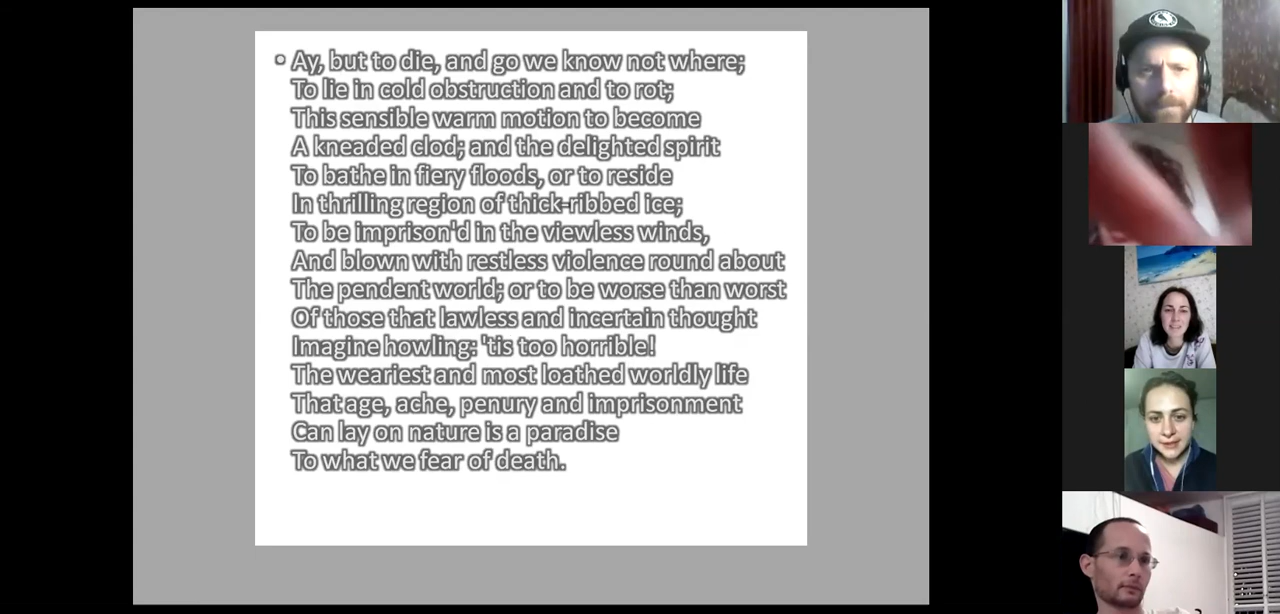 • Ay, but to die, and go we know not where;
To lie in cold obstruction and to rot;
This sensible warm motion to become
A kneaded clod; and the delighted spirit
To bathe in fiery floods, or to reside
In thrilling region of thick-ribbed ice;
To be imprison'd in the viewless winds,
And blown with restless violence round about
The pendent world; or to be worse than worst
Of those that lawless and incertain thought
Imagine howling: 'tis too horrible!
The weariest and most loathed worldly life
That age, ache, penury and imprisonment
Can lay on nature is a paradise
To what we fear of death.